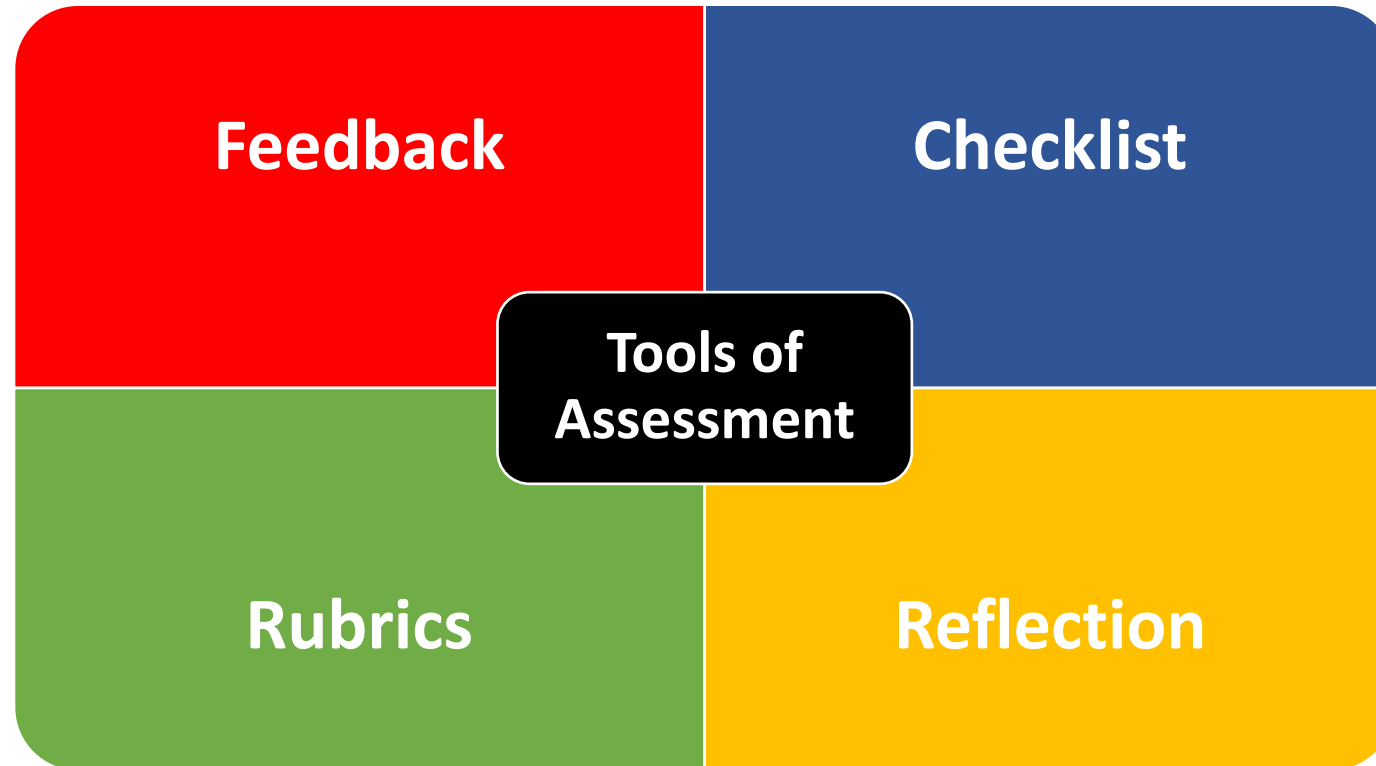 Feedback
Checklist
Tools of
Assessment
Rubrics
Reflection